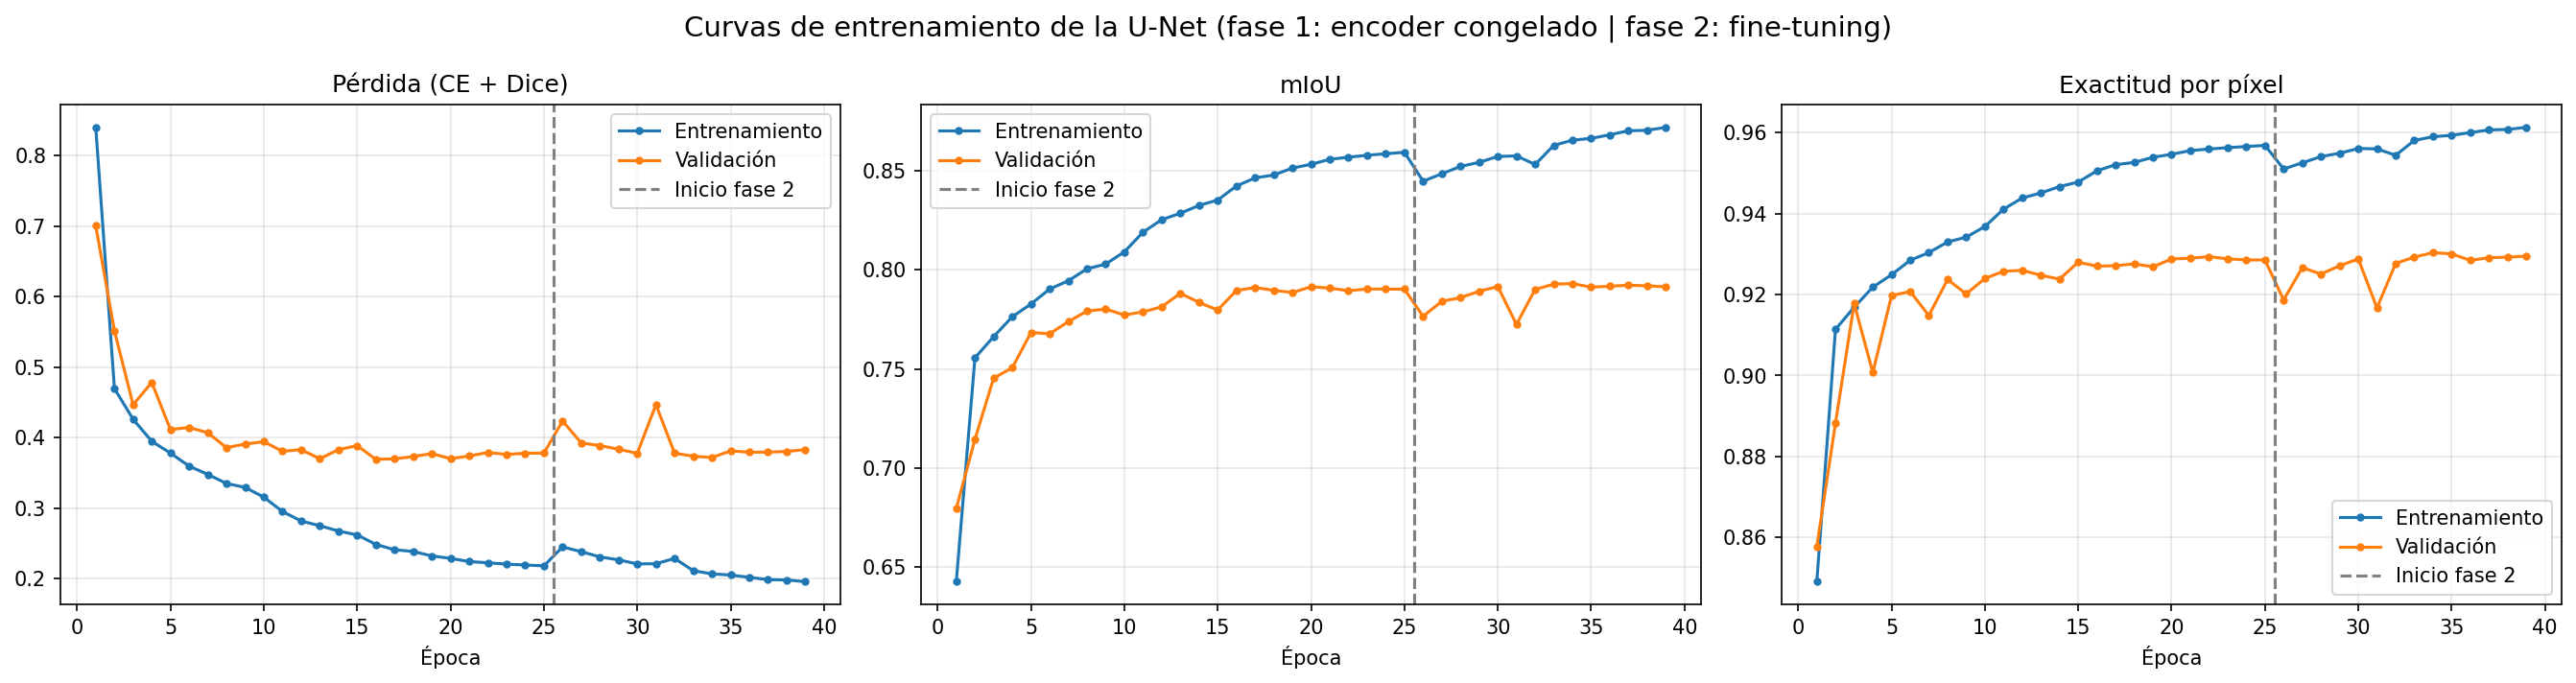 Curvas de entrenamiento de la U-Net (fase 1: encoder congelado | fase 2: fine-tuning)
Pérdida (CE + Dice)
0.8
0.7
0.6
0.5
0.4
0.3
0.2
0
5
10
15
20
25
30
35
40
Época
Entrenamiento
Validación
Inicio fase 2
mIoU
0.85
0.80
0.75
0.70
0.65
0
5
10
15
20
25
30
35
40
Época
Entrenamiento
Validación
Inicio fase 2
Exactitud por píxel
0.96
0.94
0.92
0.90
0.88
0.86
0
5
10
15
20
25
30
35
40
Época
Entrenamiento
Validación
Inicio fase 2